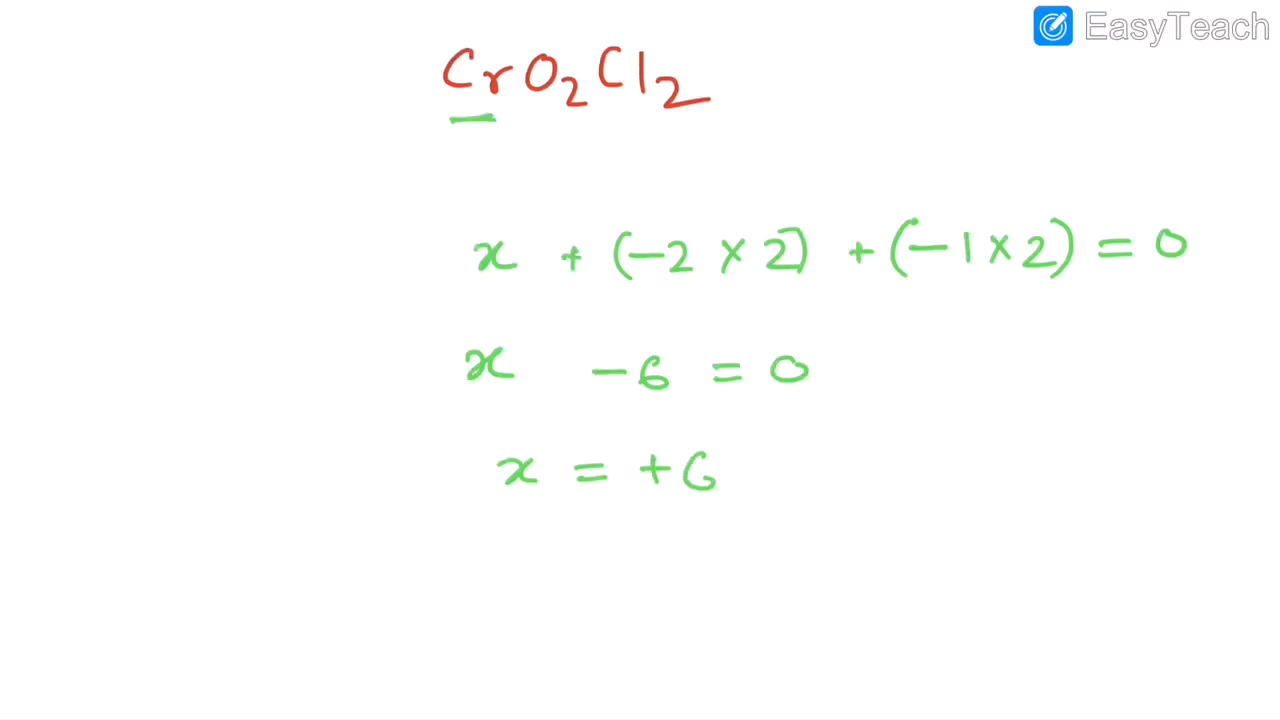 EasyTeach
CrO₂Cl₂
x + (-2 × 2) + (-1 × 2) = 0
x - 6 = 0
x = +6